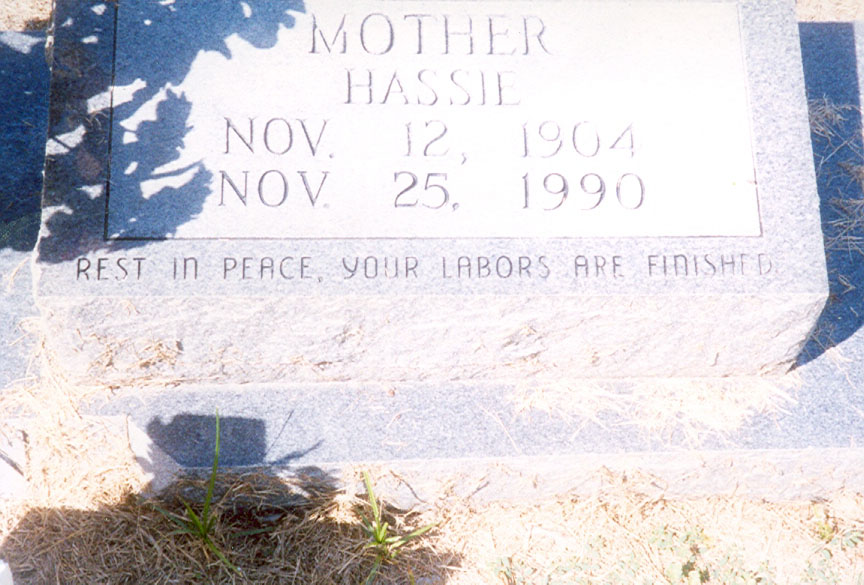 MOTHER
HASSIE
NOV. 12, 1904
NOV. 25, 1990
REST IN PEACE, YOUR LABORS ARE FINISHED